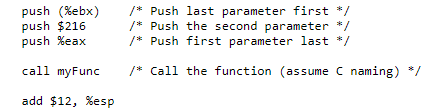 push (%ebx)    /* Push last parameter first */
push $216      /* Push the second parameter */
push %eax      /* Push first parameter last */
call myFunc    /* Call the function (assume C naming) */
add $12, %esp